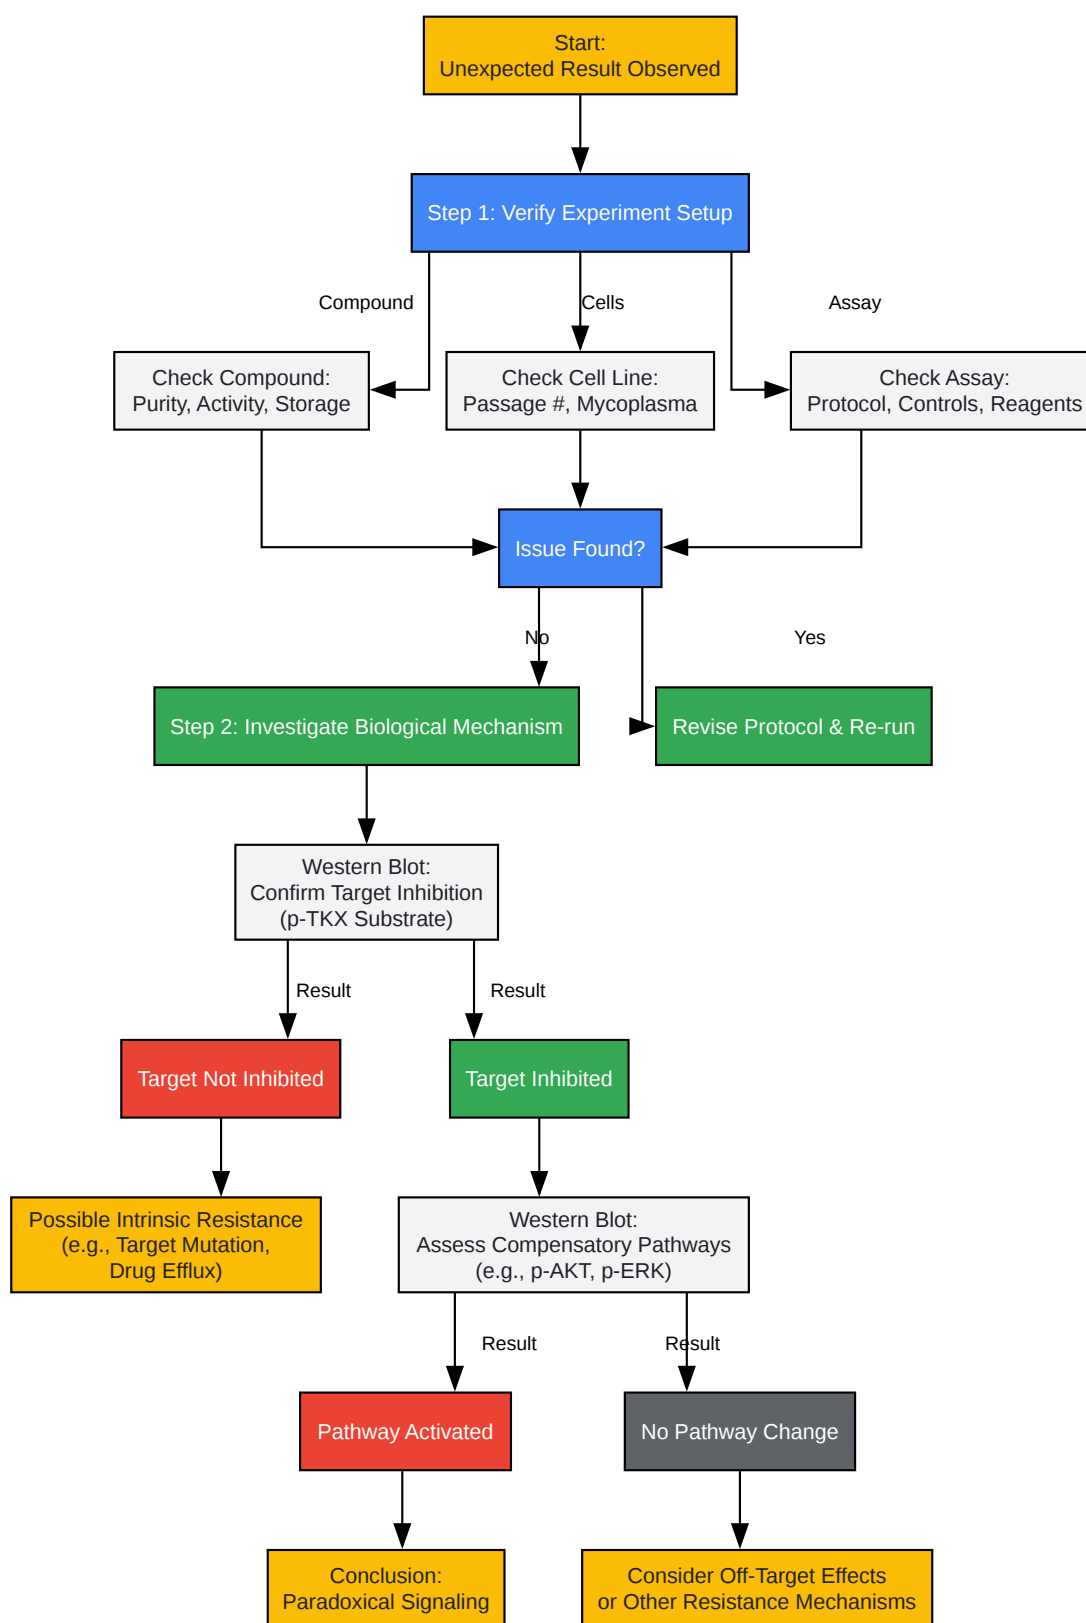 Start:
Unexpected Result Observed
Step 1: Verify Experiment Setup
Compound
Cells
Assay
Check Compound:
Purity, Activity, Storage
Check Cell Line:
Passage #, Mycoplasma
Check Assay:
Protocol, Controls, Reagents
Issue Found?
No
Yes
Step 2: Investigate Biological Mechanism
Revise Protocol & Re-run
Western Blot:
Confirm Target Inhibition
(p-TKX Substrate)
Result
Result
Target Not Inhibited
Target Inhibited
Possible Intrinsic Resistance
(e.g., Target Mutation,
Drug Efflux)
Western Blot:
Assess Compensatory Pathways
(e.g., p-AKT, p-ERK)
Result
Result
Pathway Activated
No Pathway Change
Conclusion:
Paradoxical Signaling
Consider Off-Target Effects
or Other Resistance Mechanisms